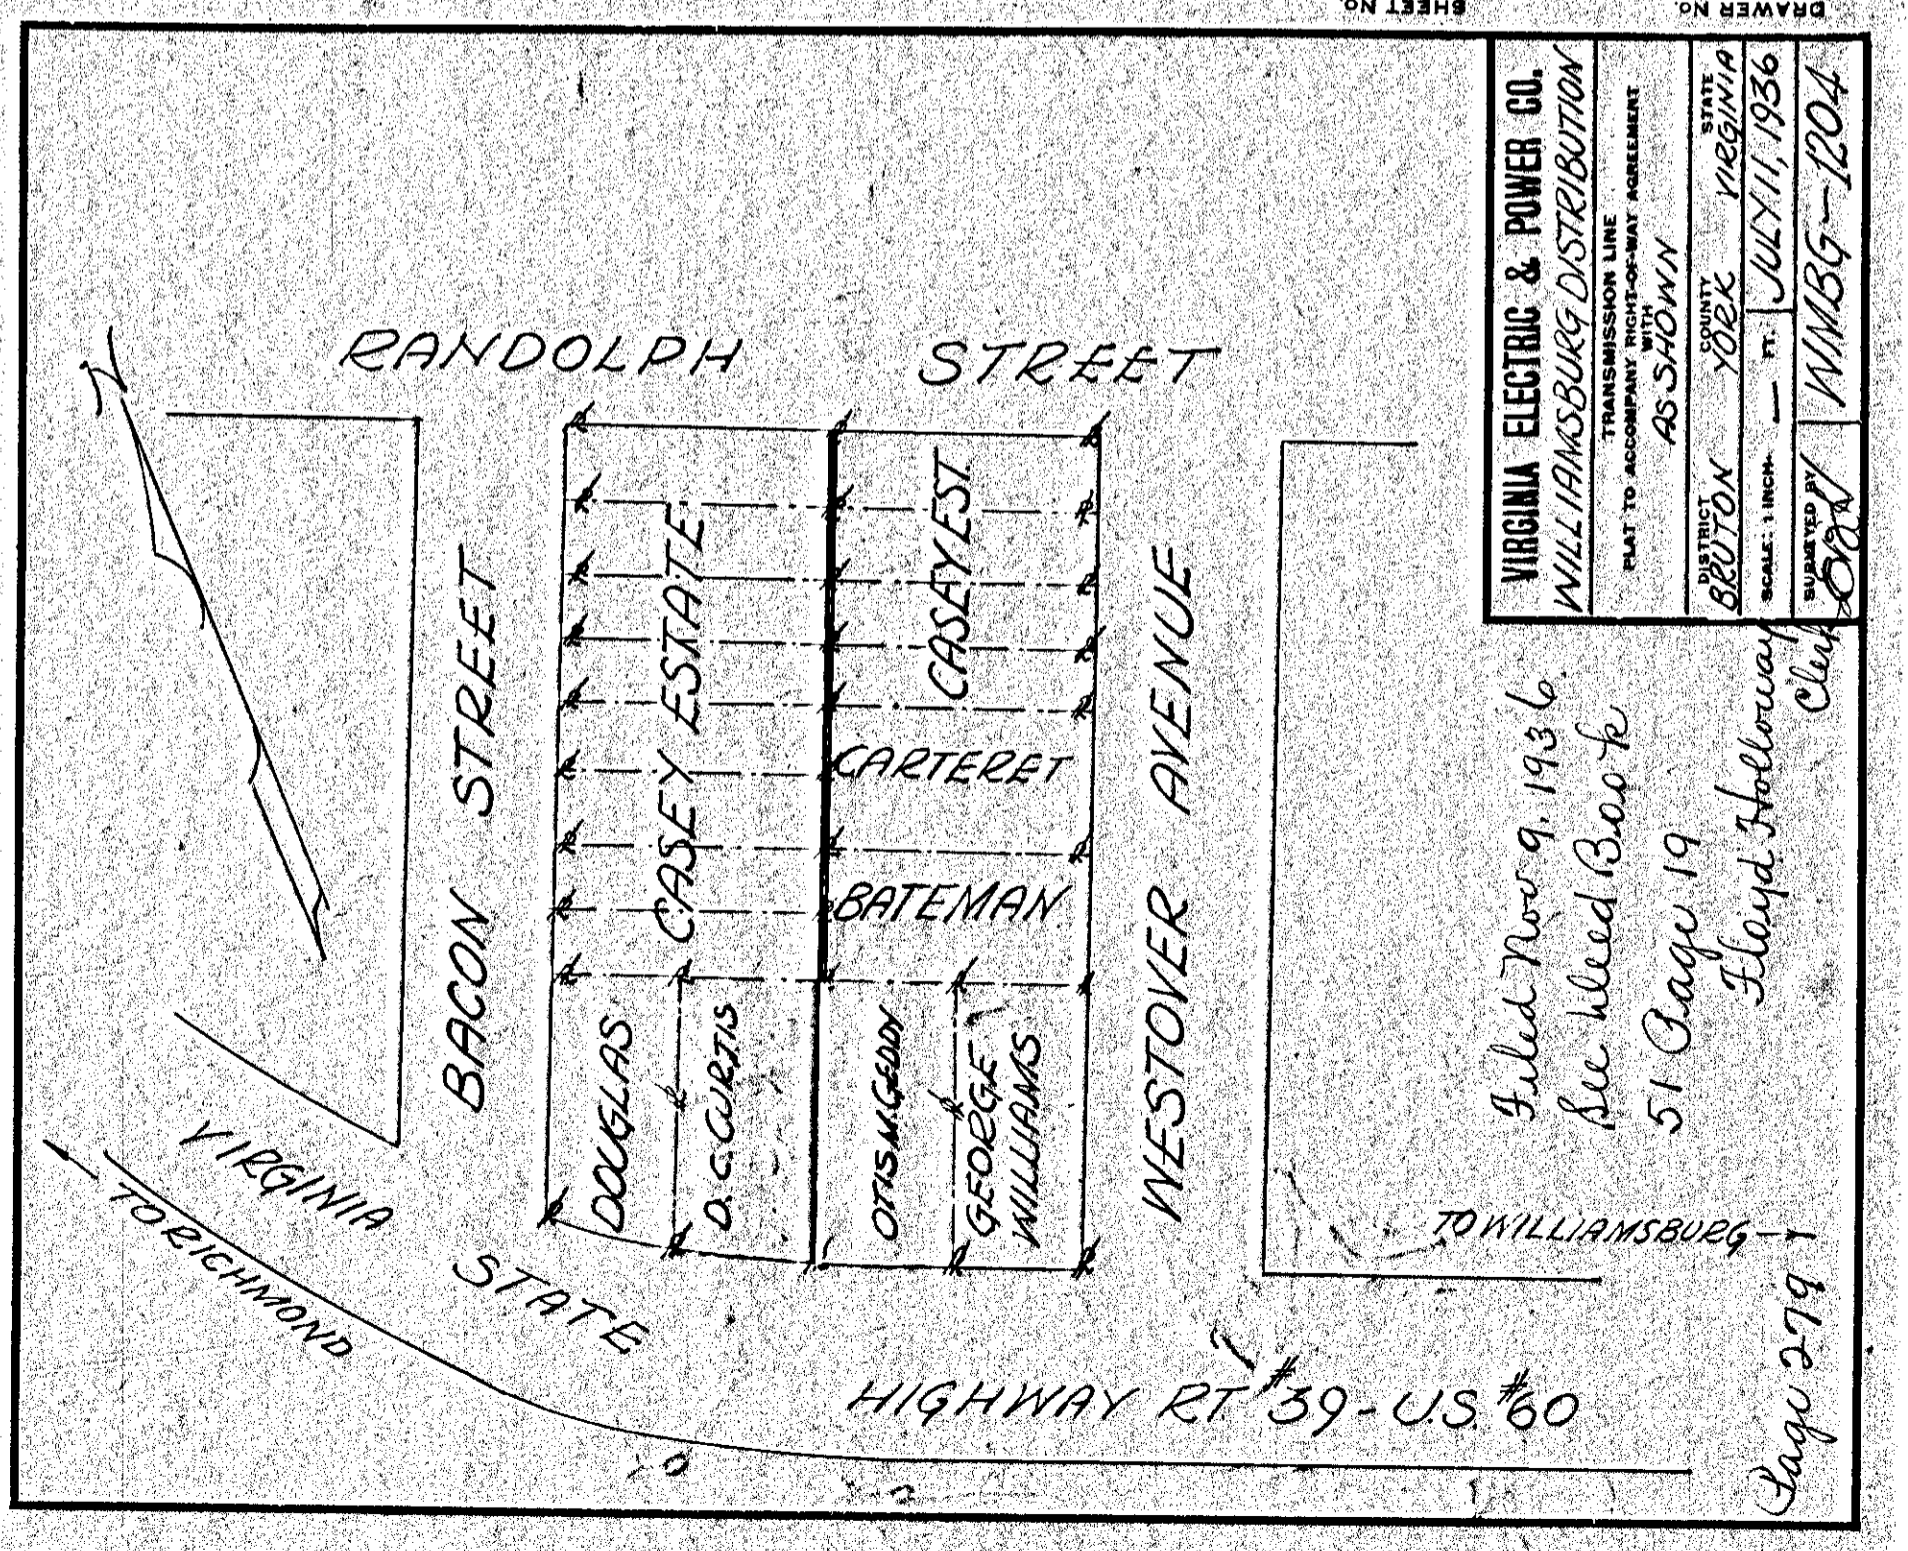 SHEET NO.
DRAWER NO.
RANDOLPH STREET
BACON STREET
CASEY ESTATE
CASEY EST.
CARTERET
BATEMAN
DOUGLAS
D. C. CURTIS
OTIS M GEDDY
GEORGE
WILLIAMS
WESTOVER AVENUE
VIRGINIA
STATE
HIGHWAY RT. #39 - U.S. #60
TO RICHMOND
TO WILLIAMSBURG
VIRGINIA ELECTRIC & POWER CO.
WILLIAMSBURG DISTRIBUTION
TRANSMISSION LINE
PLAT TO ACCOMPANY RIGHT-OF-WAY AGREEMENT
WITH
AS SHOWN
DISTRICT COUNTY STATE
BRUTON YORK VIRGINIA
SCALE: 1 INCH — FT. JULY 11, 1936
SURVEYED BY WMBG-1204
Filed Nov 9. 1936.
See Deed Book
51 Page 19
Floyd Holloway
Clerk
Page 279